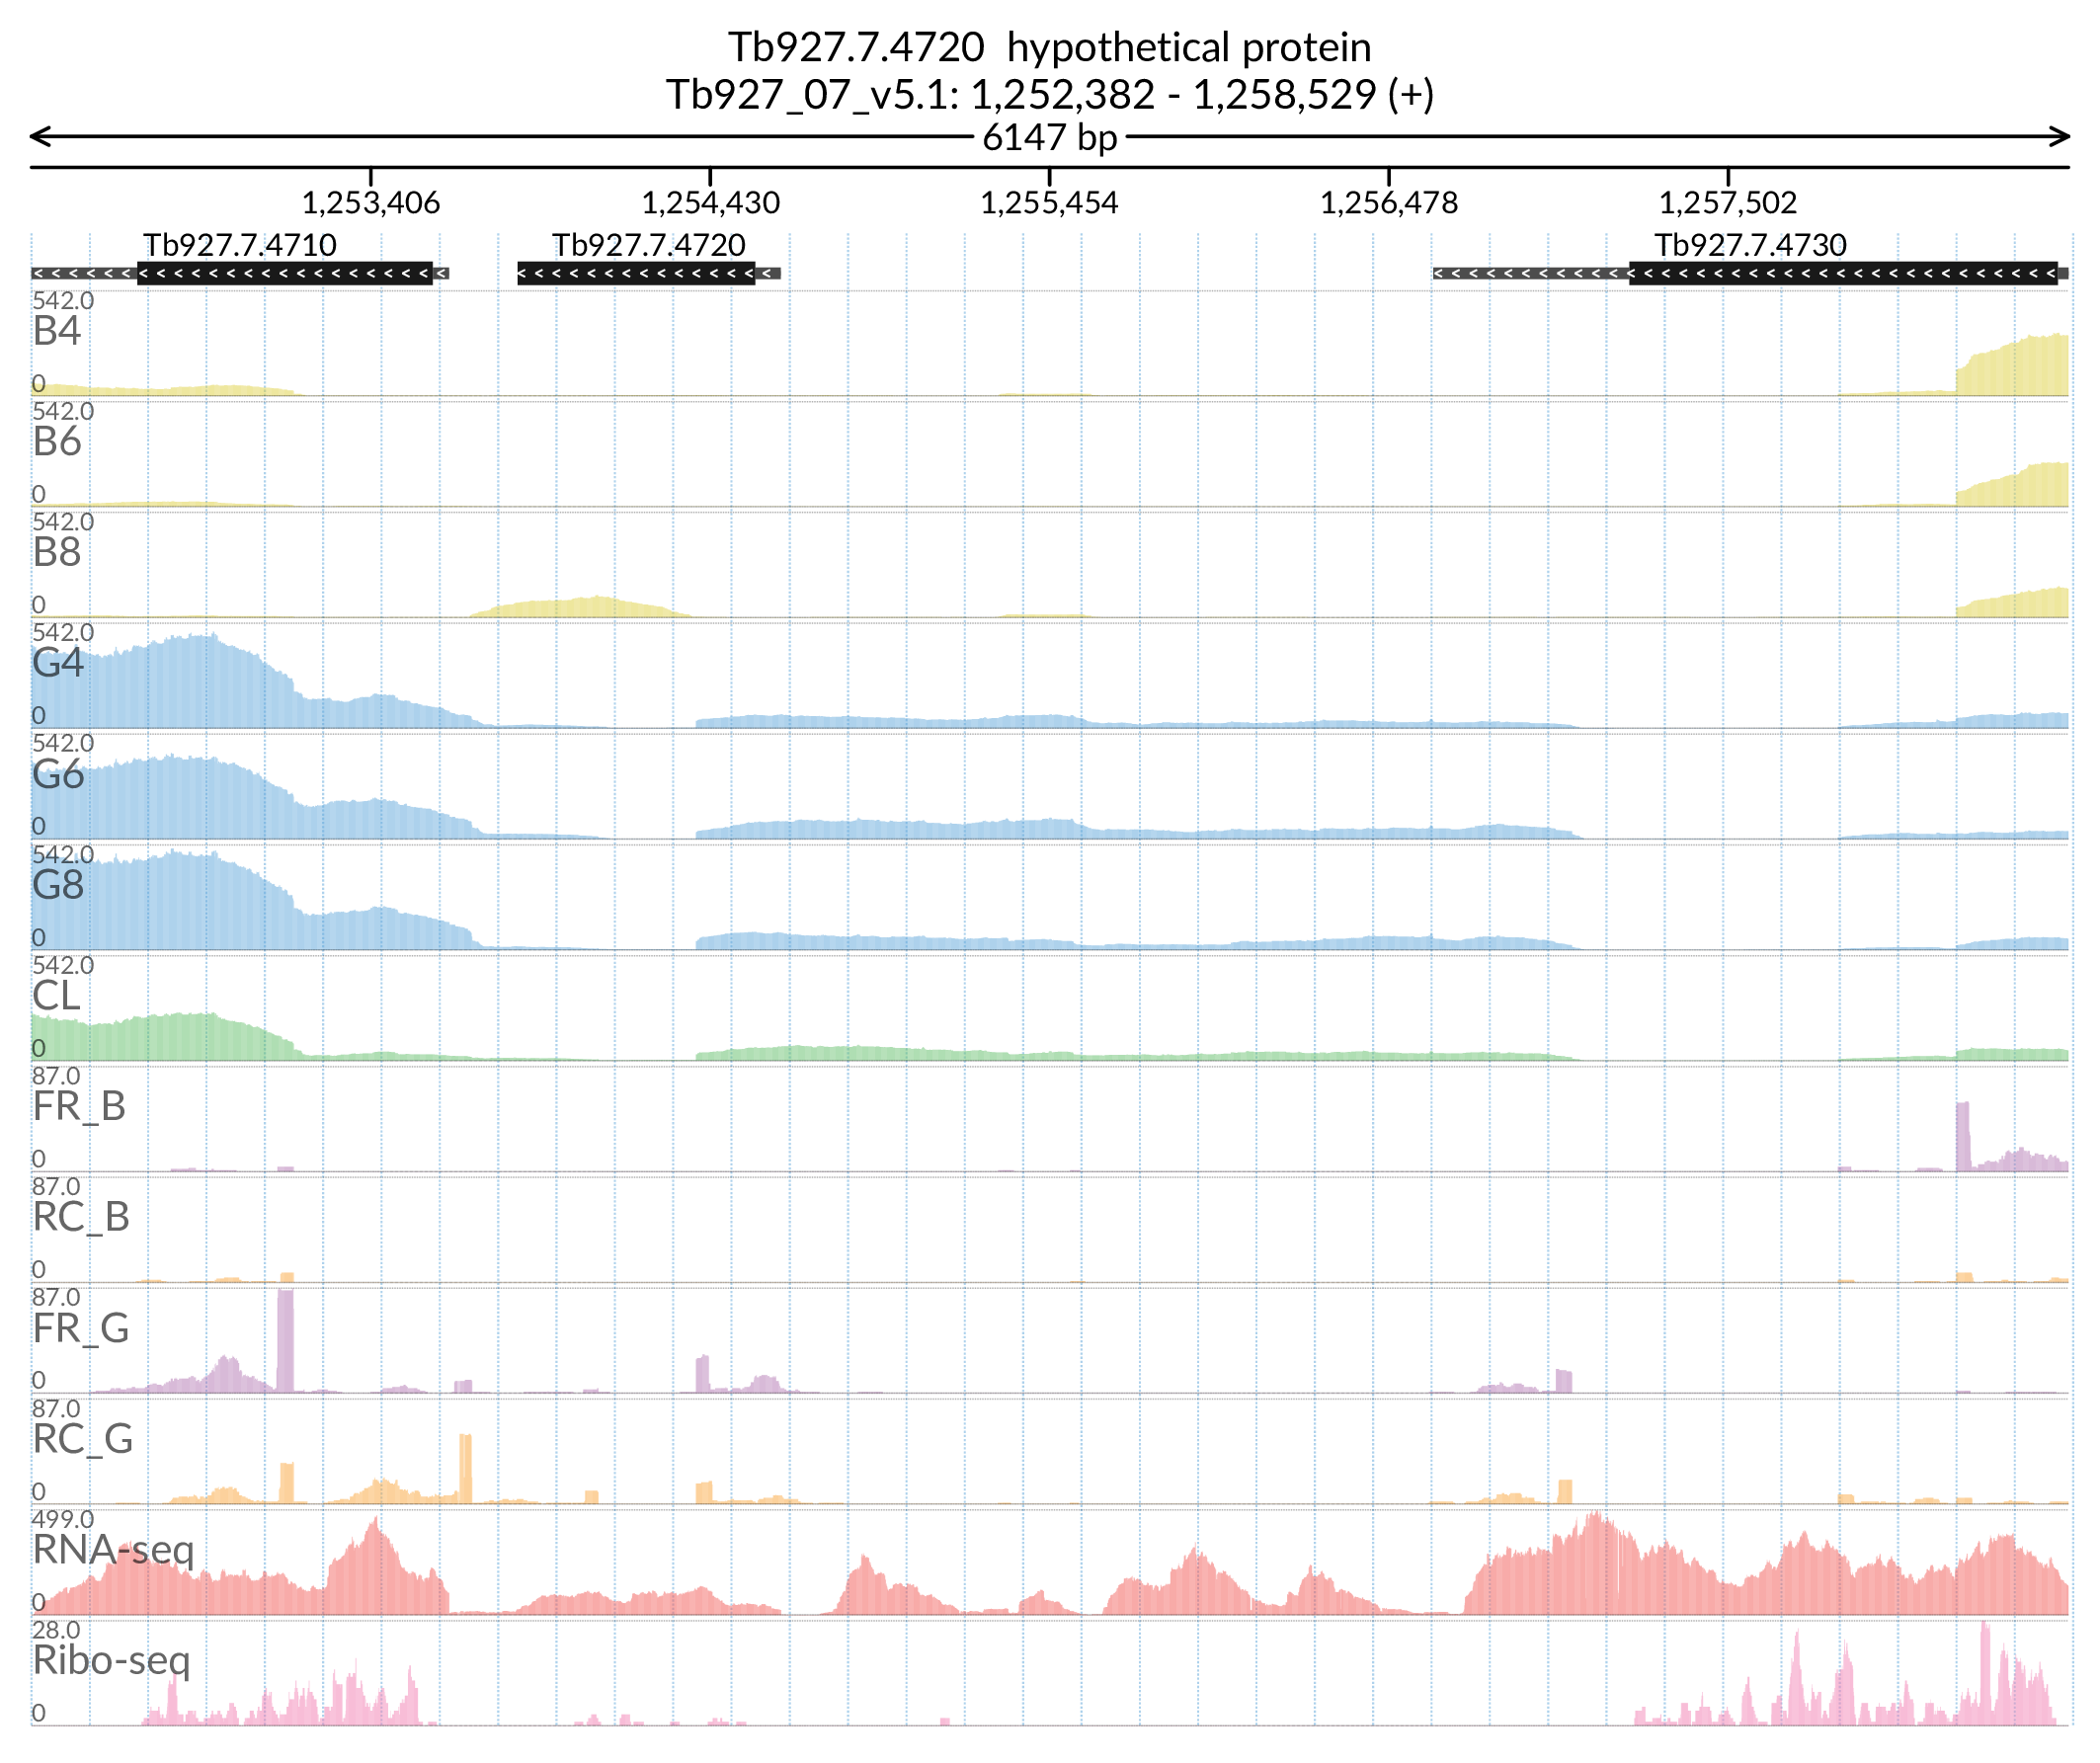 Tb927.7.4720 hypothetical protein
Tb927_07_v5.1: 1,252,382 - 1,258,529 (+)
6147 bp
1,253,406 1,254,430 1,255,454 1,256,478 1,257,502
Tb927.7.4710 Tb927.7.4720 Tb927.7.4730
542.0
B4
0
542.0
B6
0
542.0
B8
0
542.0
G4
0
542.0
G6
0
542.0
G8
0
542.0
CL
0
87.0
FR_B
0
87.0
RC_B
0
87.0
FR_G
0
87.0
RC_G
0
499.0
RNA-seq
0
28.0
Ribo-seq
0